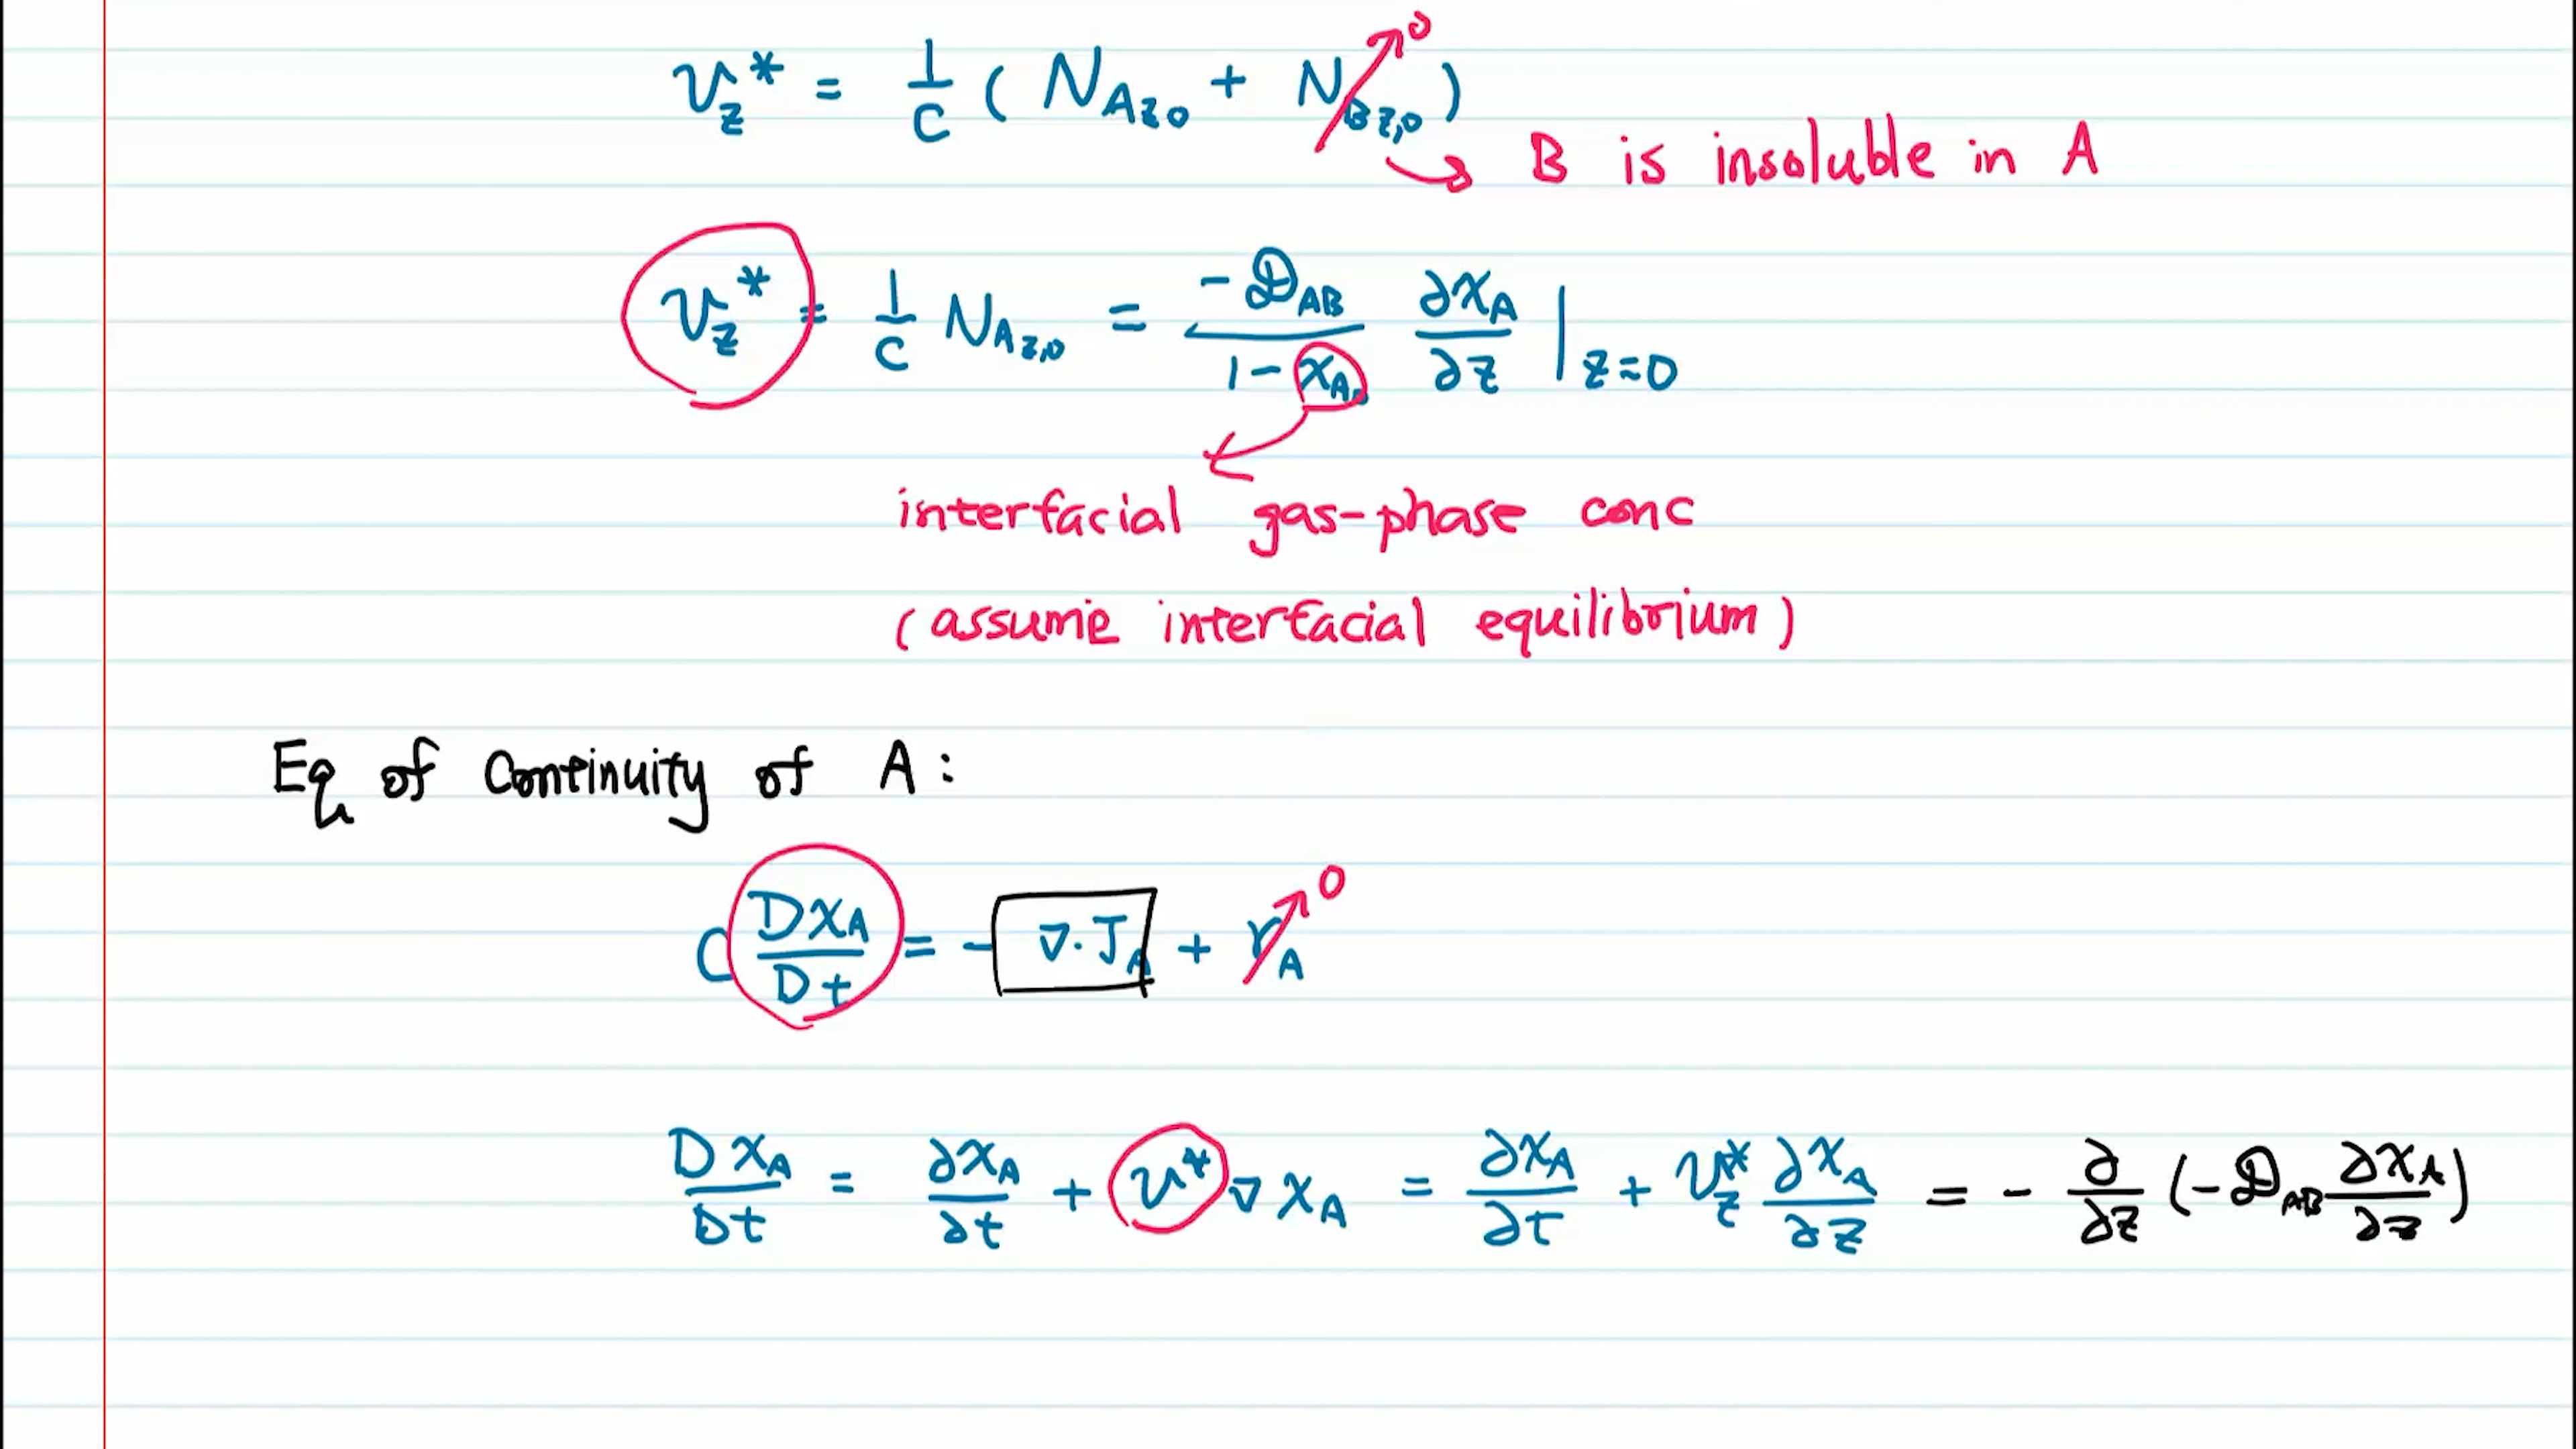 v_z* = 1/C ( N_Az0 + N_Bz,0 ) 0
B is insoluble in A
v_z* = 1/C N_Az,0 = -𝒟_AB/(1-x_A0) ∂x_A/∂z |_z=0
interfacial gas-phase conc
(assume interfacial equilibrium)
Eq of Continuity of A:
C Dx_A/Dt = - ∇·J_A + r_A 0
Dx_A/Dt = ∂x_A/∂t + v* ∇x_A = ∂x_A/∂t + v_z* ∂x_A/∂z = - ∂/∂z (-𝒟_AB ∂x_A/∂z)